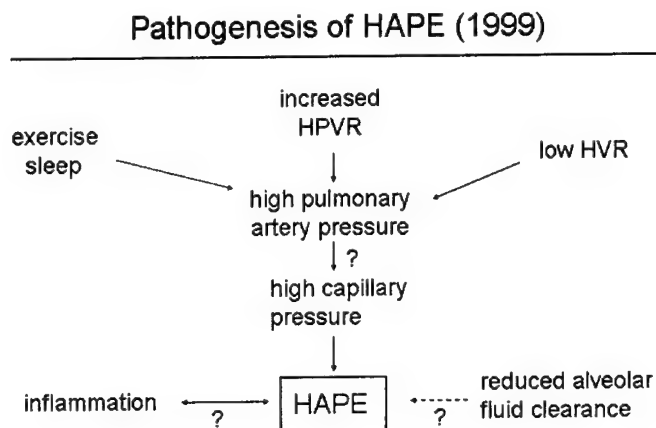 Pathogenesis of HAPE (1999)
increased
HPVR
exercise
sleep
low HVR
high pulmonary
artery pressure
?
high capillary
pressure
inflammation
?
HAPE
?
reduced alveolar
fluid clearance